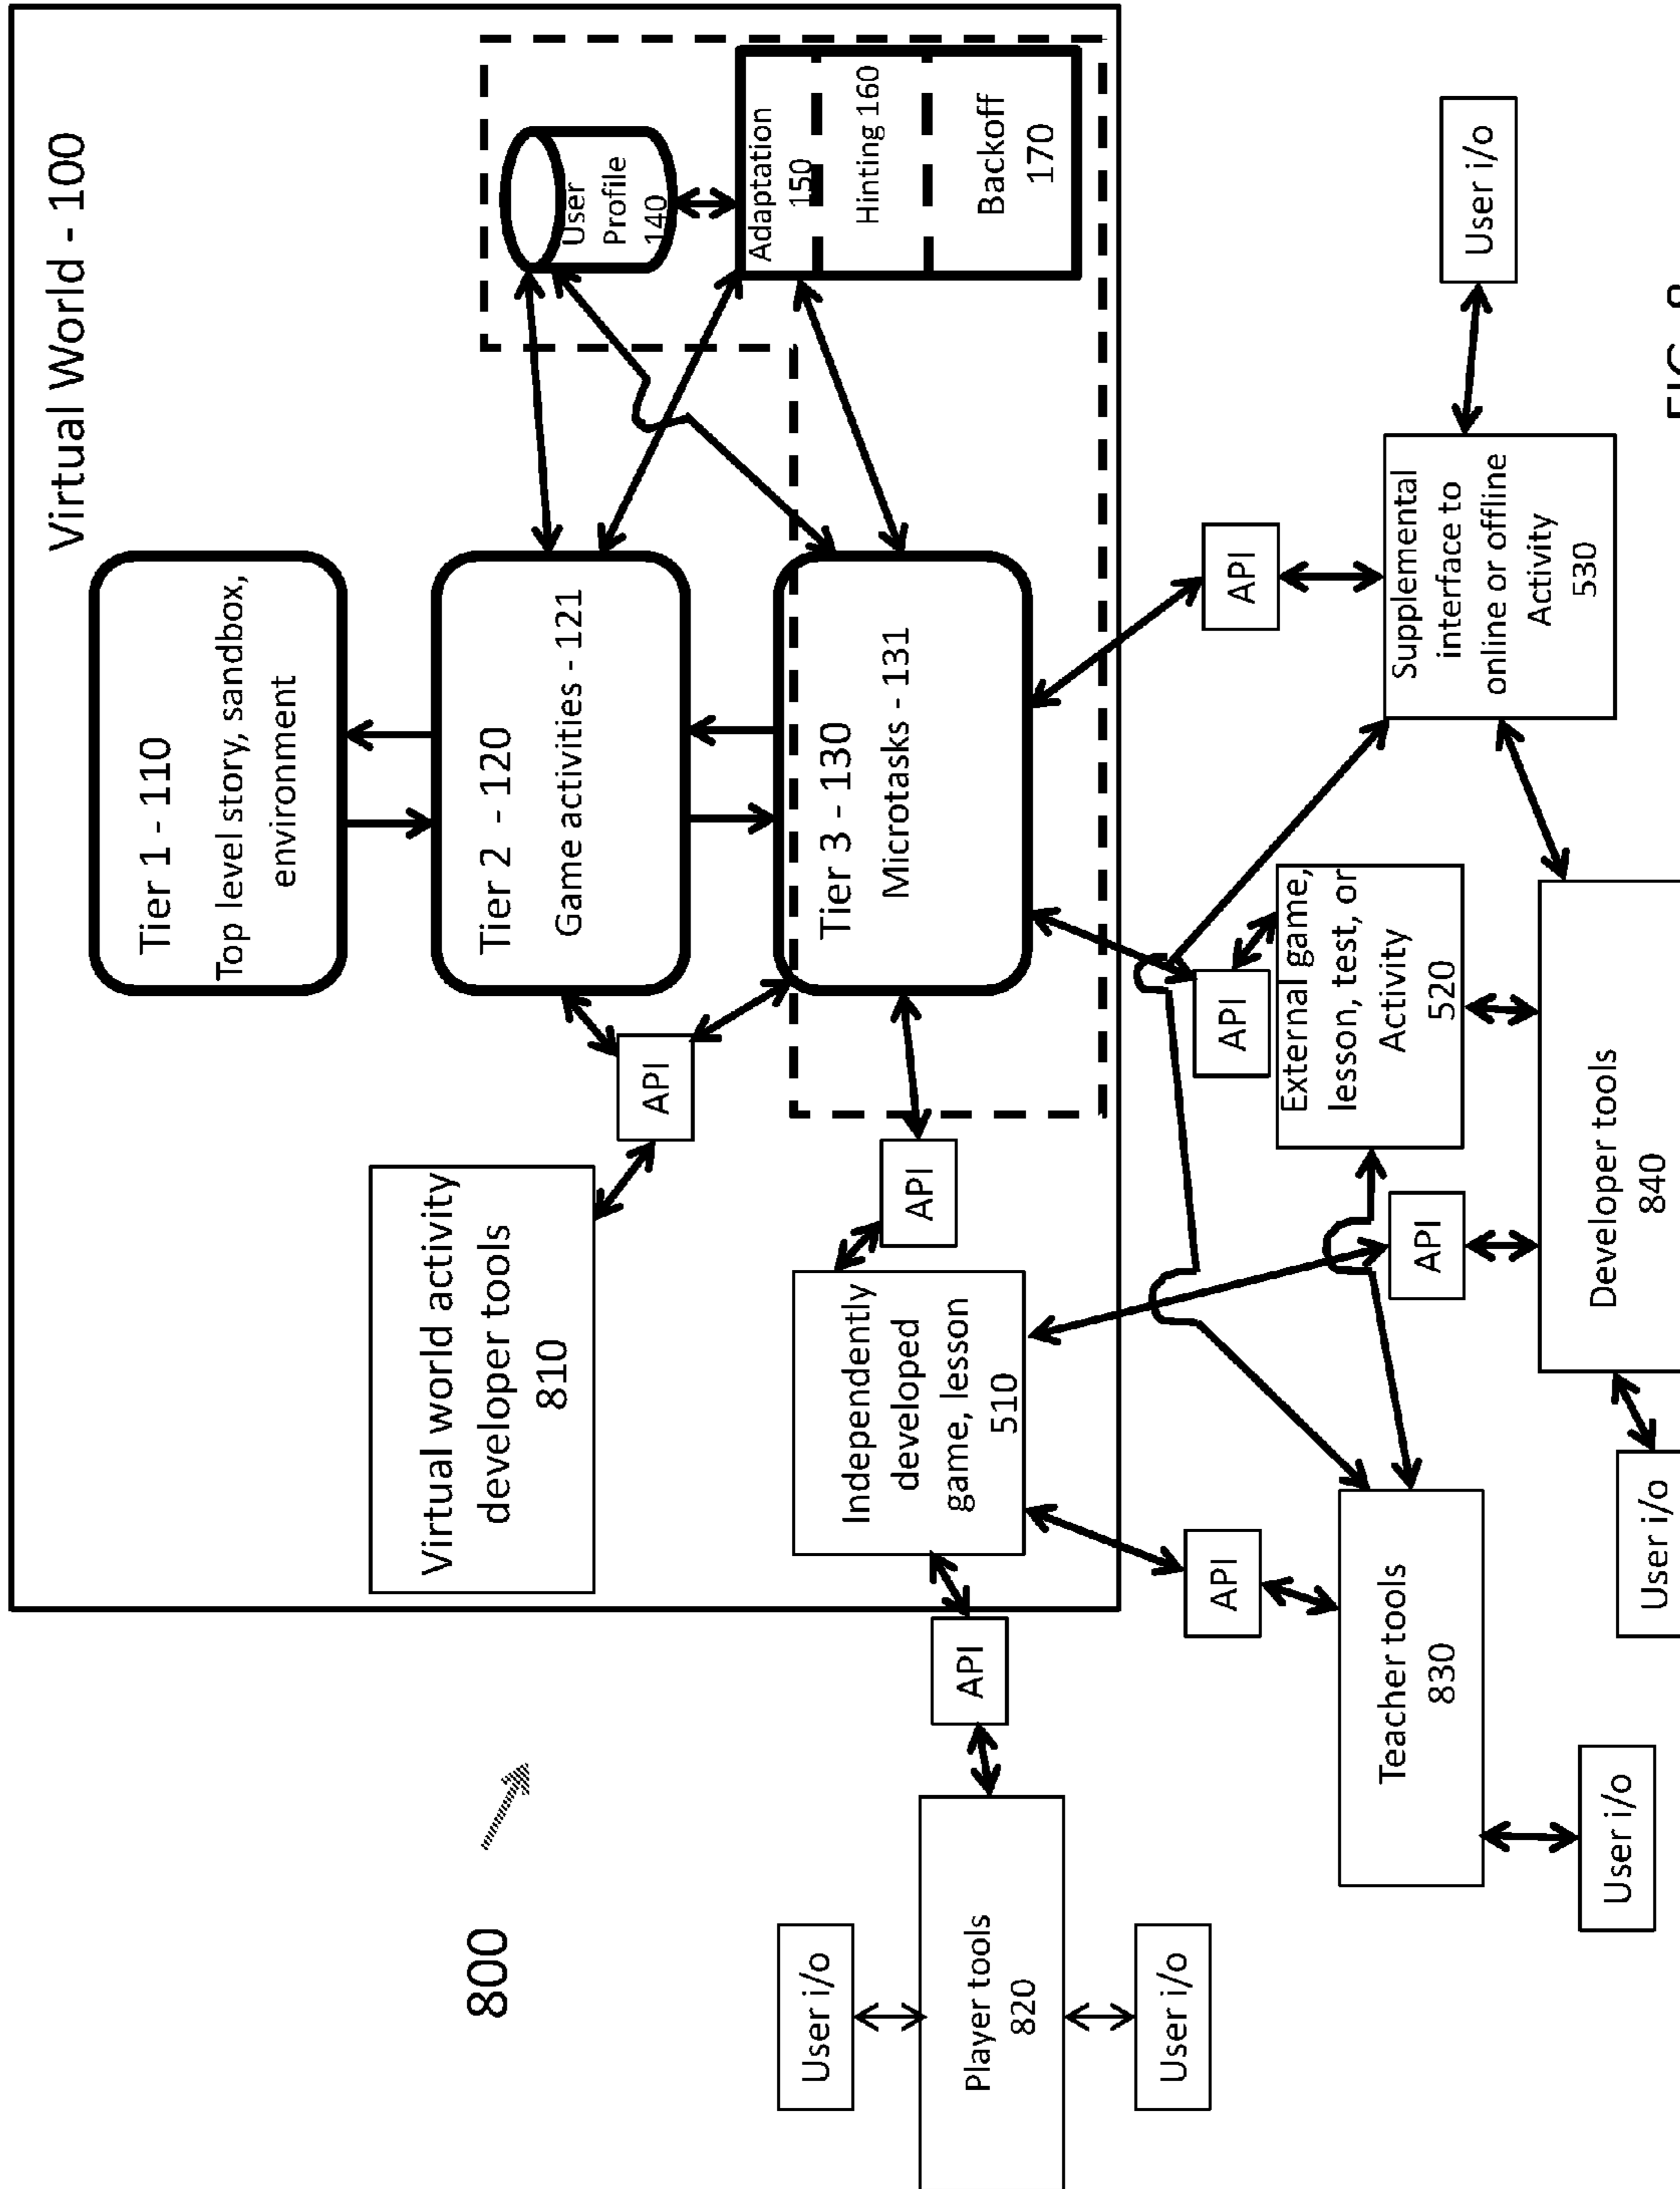 Virtual World - 100
800
Tier 1 - 110
Top level story, sandbox,
environment
Virtual world activity
developer tools
810
API
Tier 2 - 120
Game activities - 121
User
Profile
140
User i/o
Player tools
820
User i/o
API
Independently
developed
game, lesson
510
API
Tier 3 - 130
Microtasks - 131
Adaptation
150
Hinting 160
Backoff
170
API
API
API
Teacher tools
830
User i/o
API
External game,
lesson, test, or
Activity
520
Supplemental
interface to
online or offline
Activity
530
User i/o
User i/o
Developer tools
840